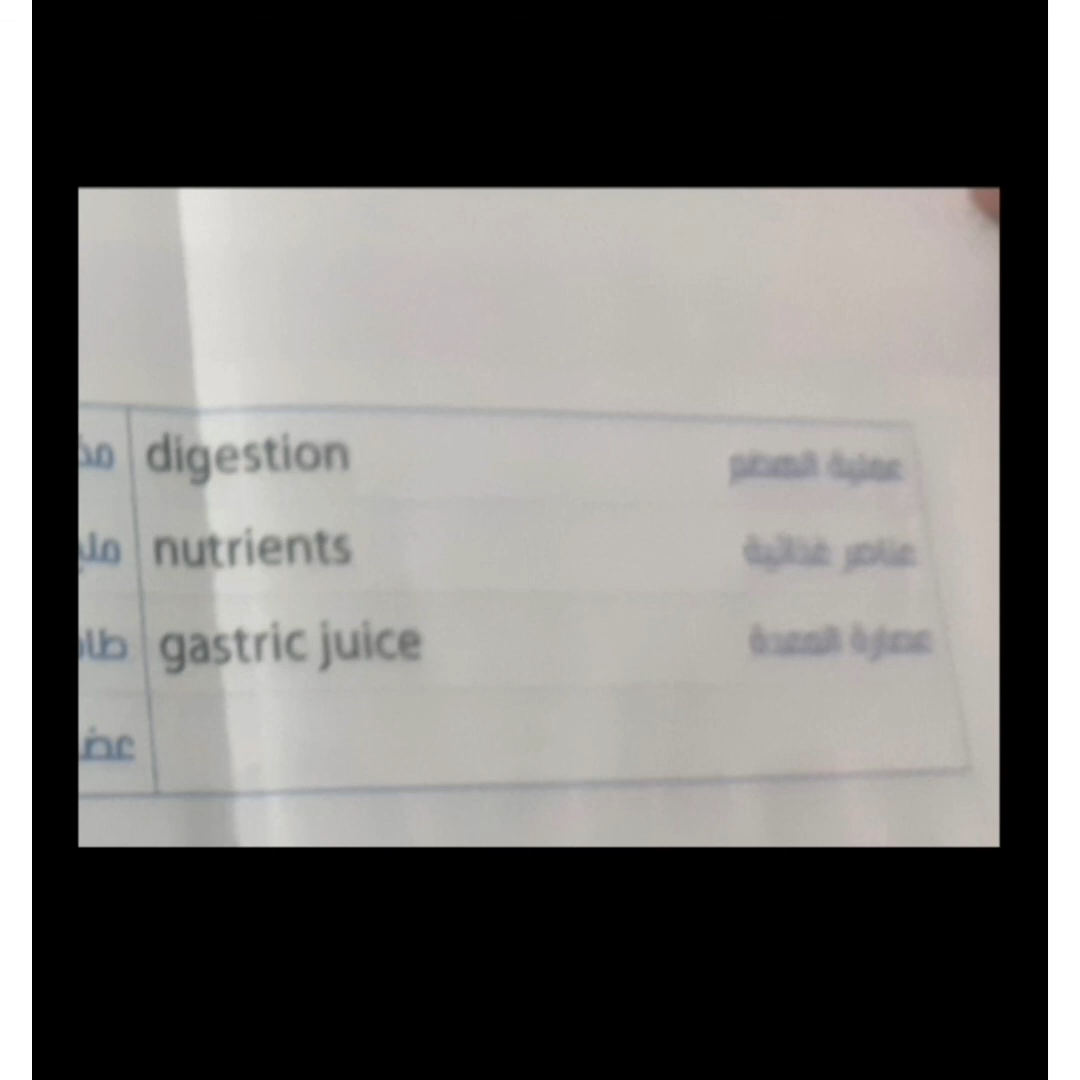 digestion عملية الهضم
nutrients عناصر غذائية
gastric juice عصارة المعدة